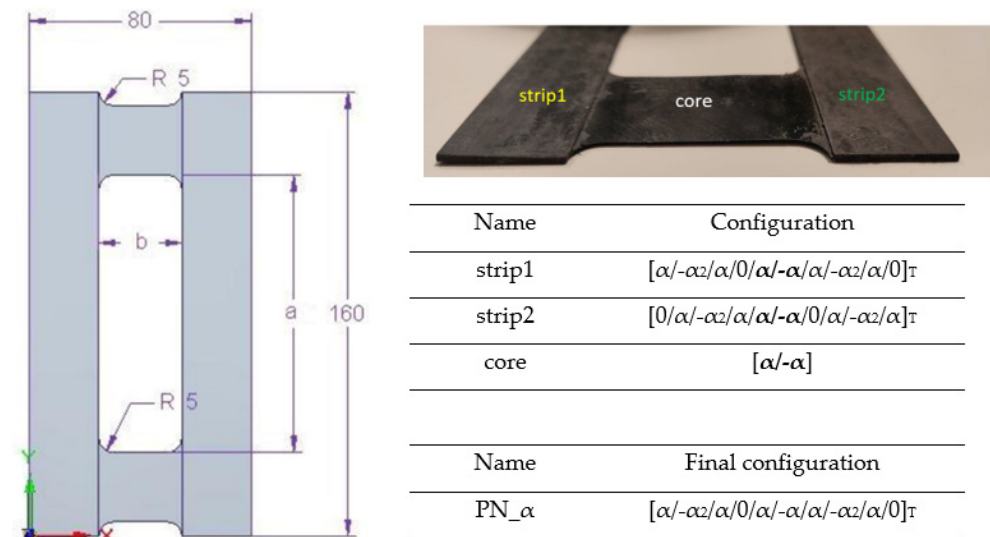 80
R 5
b
a
160
R 5
Y
X
strip1
core
strip2
Name Configuration
strip1 [α/-α2/α/0/α/-α/α/-α2/α/0]T
strip2 [0/α/-α2/α/α/-α/0/α/-α2/α]T
core [α/-α]
Name Final configuration
PN_α [α/-α2/α/0/α/-α/α/-α2/α/0]T